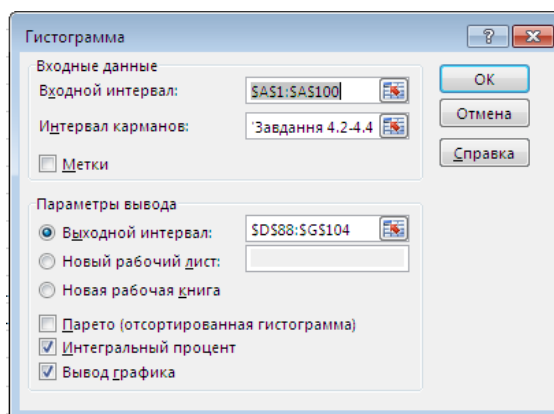 Гистограмма
Входные данные
Входной интервал: $A$1:$A$100
Интервал карманов: 'Завдання 4.2-4.4
Метки
OK
Отмена
Справка
Параметры вывода
Выходной интервал: $D$88:$G$104
Новый рабочий лист:
Новая рабочая книга
Парето (отсортированная гистограмма)
Интегральный процент
Вывод графика